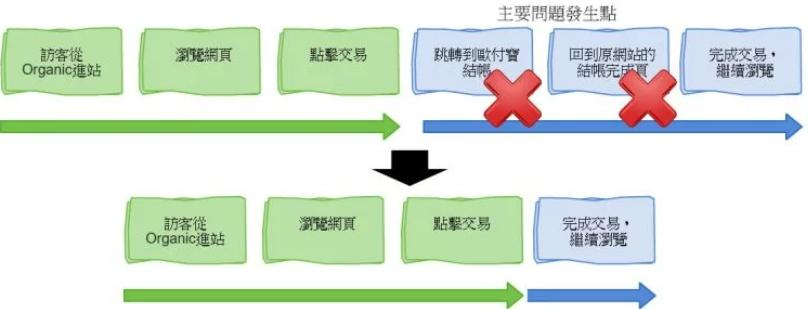 主要問題發生點
訪客從
Organic進站
瀏覽網頁
點擊交易
跳轉到歐付寶
結帳
回到原網站的
結帳完成頁
完成交易，
繼續瀏覽
訪客從
Organic進站
瀏覽網頁
點擊交易
完成交易，
繼續瀏覽